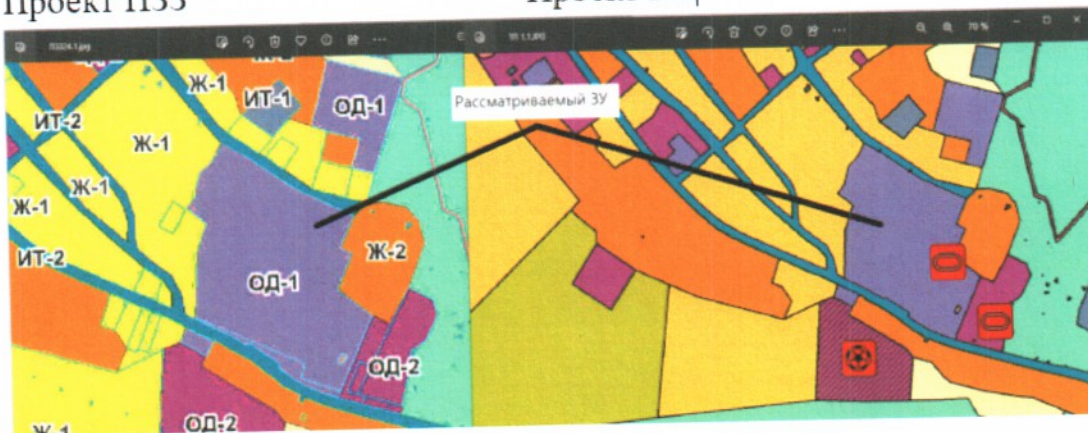 Проект ПЗЗ
70 %
Рассматриваемый ЗУ
Ж-1
ИТ-1
ОД-1
ИТ-2
Ж-1
Ж-1
Ж-1
ИТ-2
Ж-2
ОД-1
ОД-2
ОД-2
Ж-1